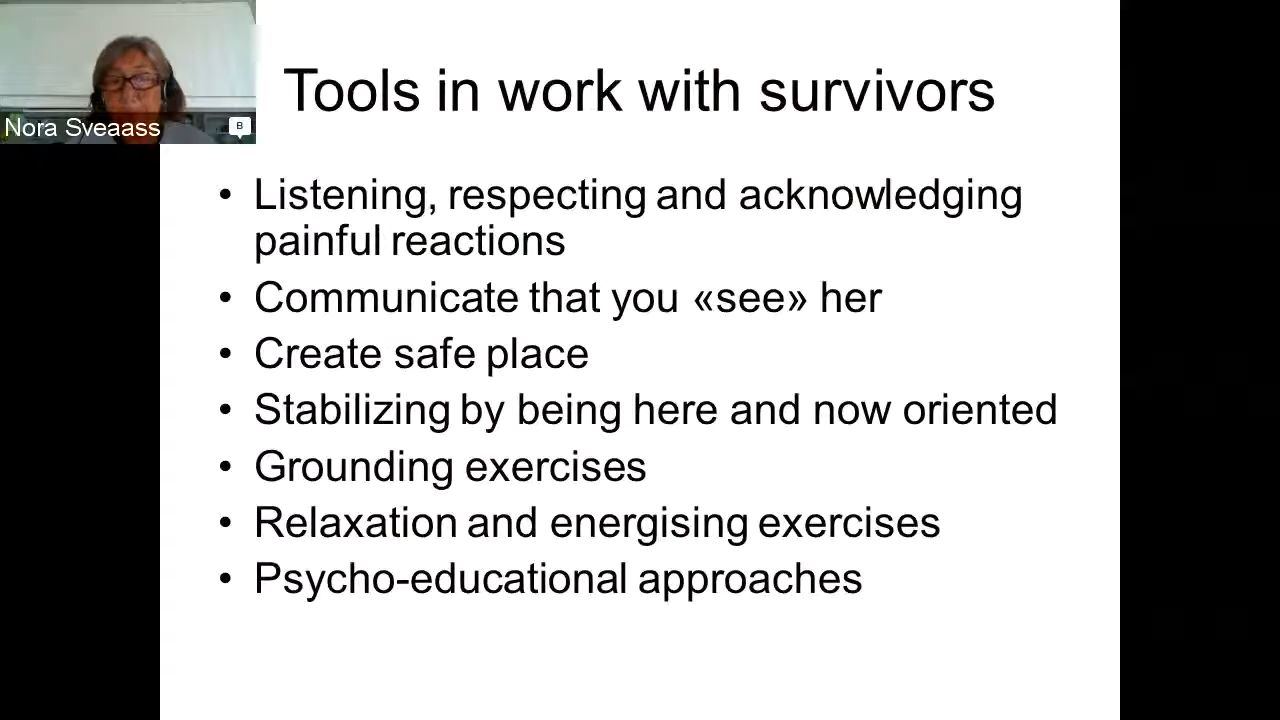 Tools in work with survivors
Nora Sveaass
B
• Listening, respecting and acknowledging
painful reactions
• Communicate that you «see» her
• Create safe place
• Stabilizing by being here and now oriented
• Grounding exercises
• Relaxation and energising exercises
• Psycho-educational approaches